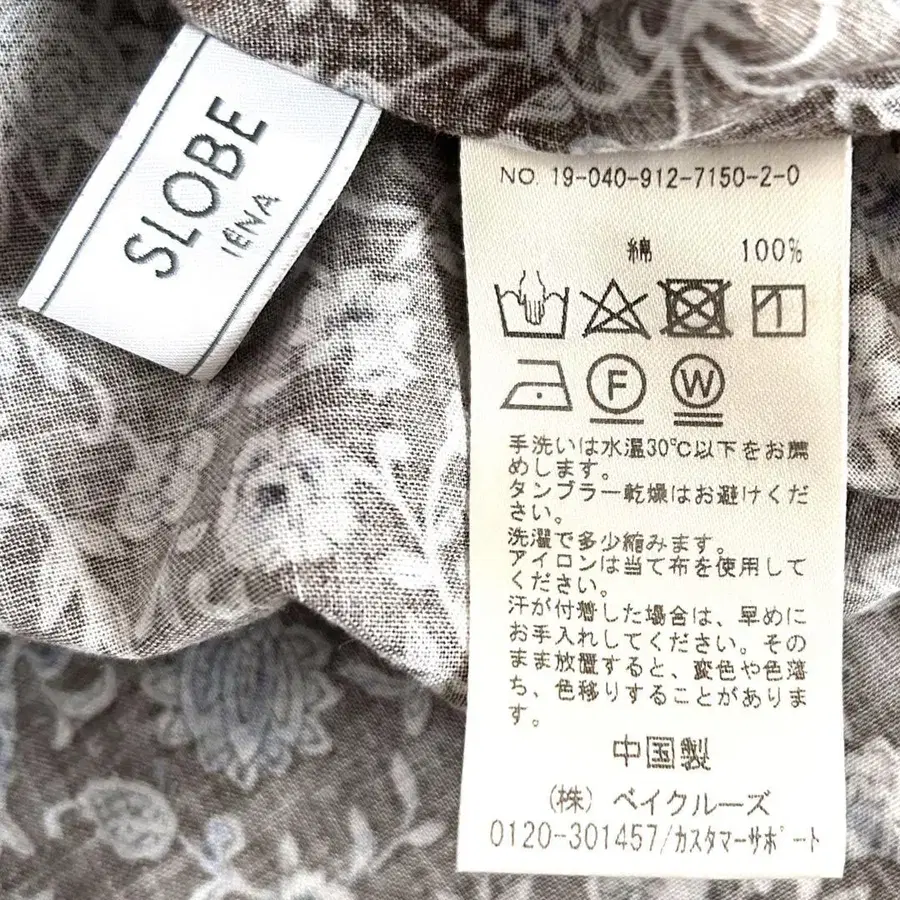 SLOBE
IENA
NO. 19-040-912-7150-2-0
綿 100%
F W
手洗いは水温30℃以下をお薦
めします。
タンブラー乾燥はお避けくだ
さい。
洗濯で多少縮みます。
アイロンは当て布を使用して
ください。
汗が付着した場合は、早めに
お手入れしてください。その
まま放置すると、変色や色落
ち、色移りすることがありま
す。
中国製
(株) ベイクルーズ
0120-301457/カスタマーサポート